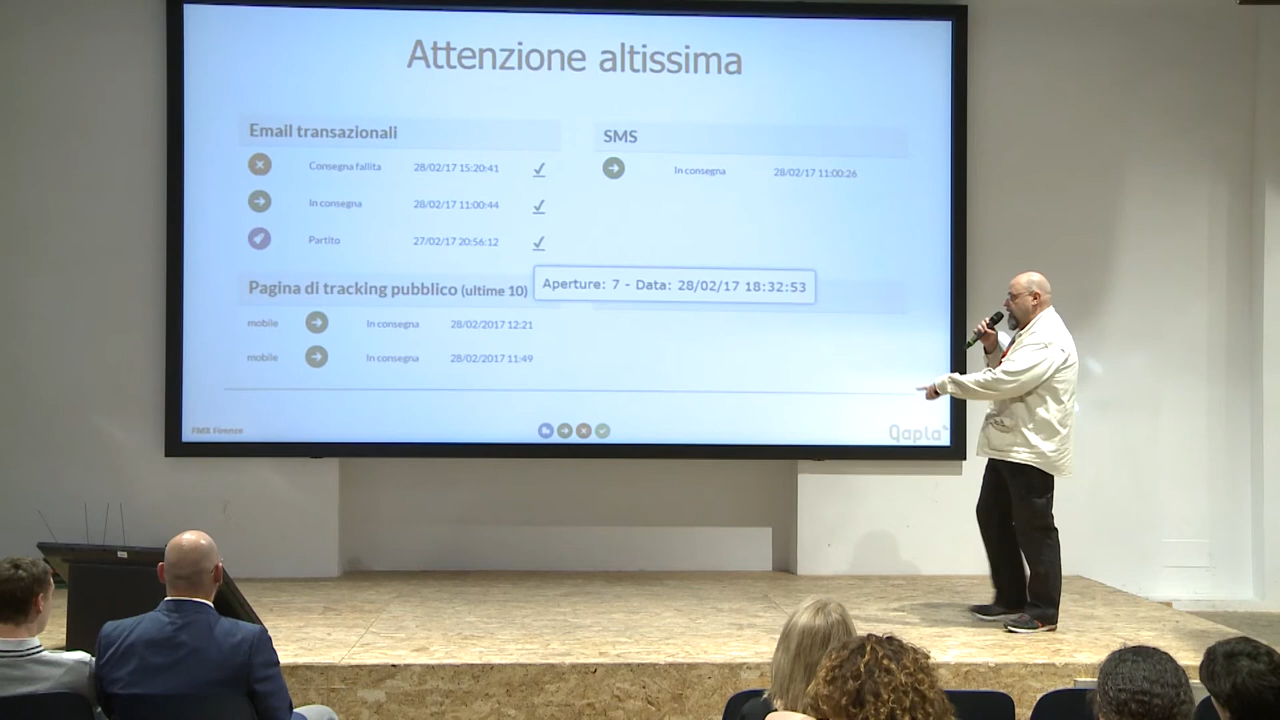 Attenzione altissima
Email transazionali
Consegna fallita 28/02/17 15:20:41
In consegna 28/02/17 11:00:44
Partito 27/02/17 20:56:12
SMS
In consegna 28/02/17 11:00:26
Pagina di tracking pubblico (ultime 10)
Aperture: 7 - Data: 28/02/17 18:32:53
mobile In consegna 28/02/2017 12:21
mobile In consegna 28/02/2017 11:49
FMX Firenze
Qapla'